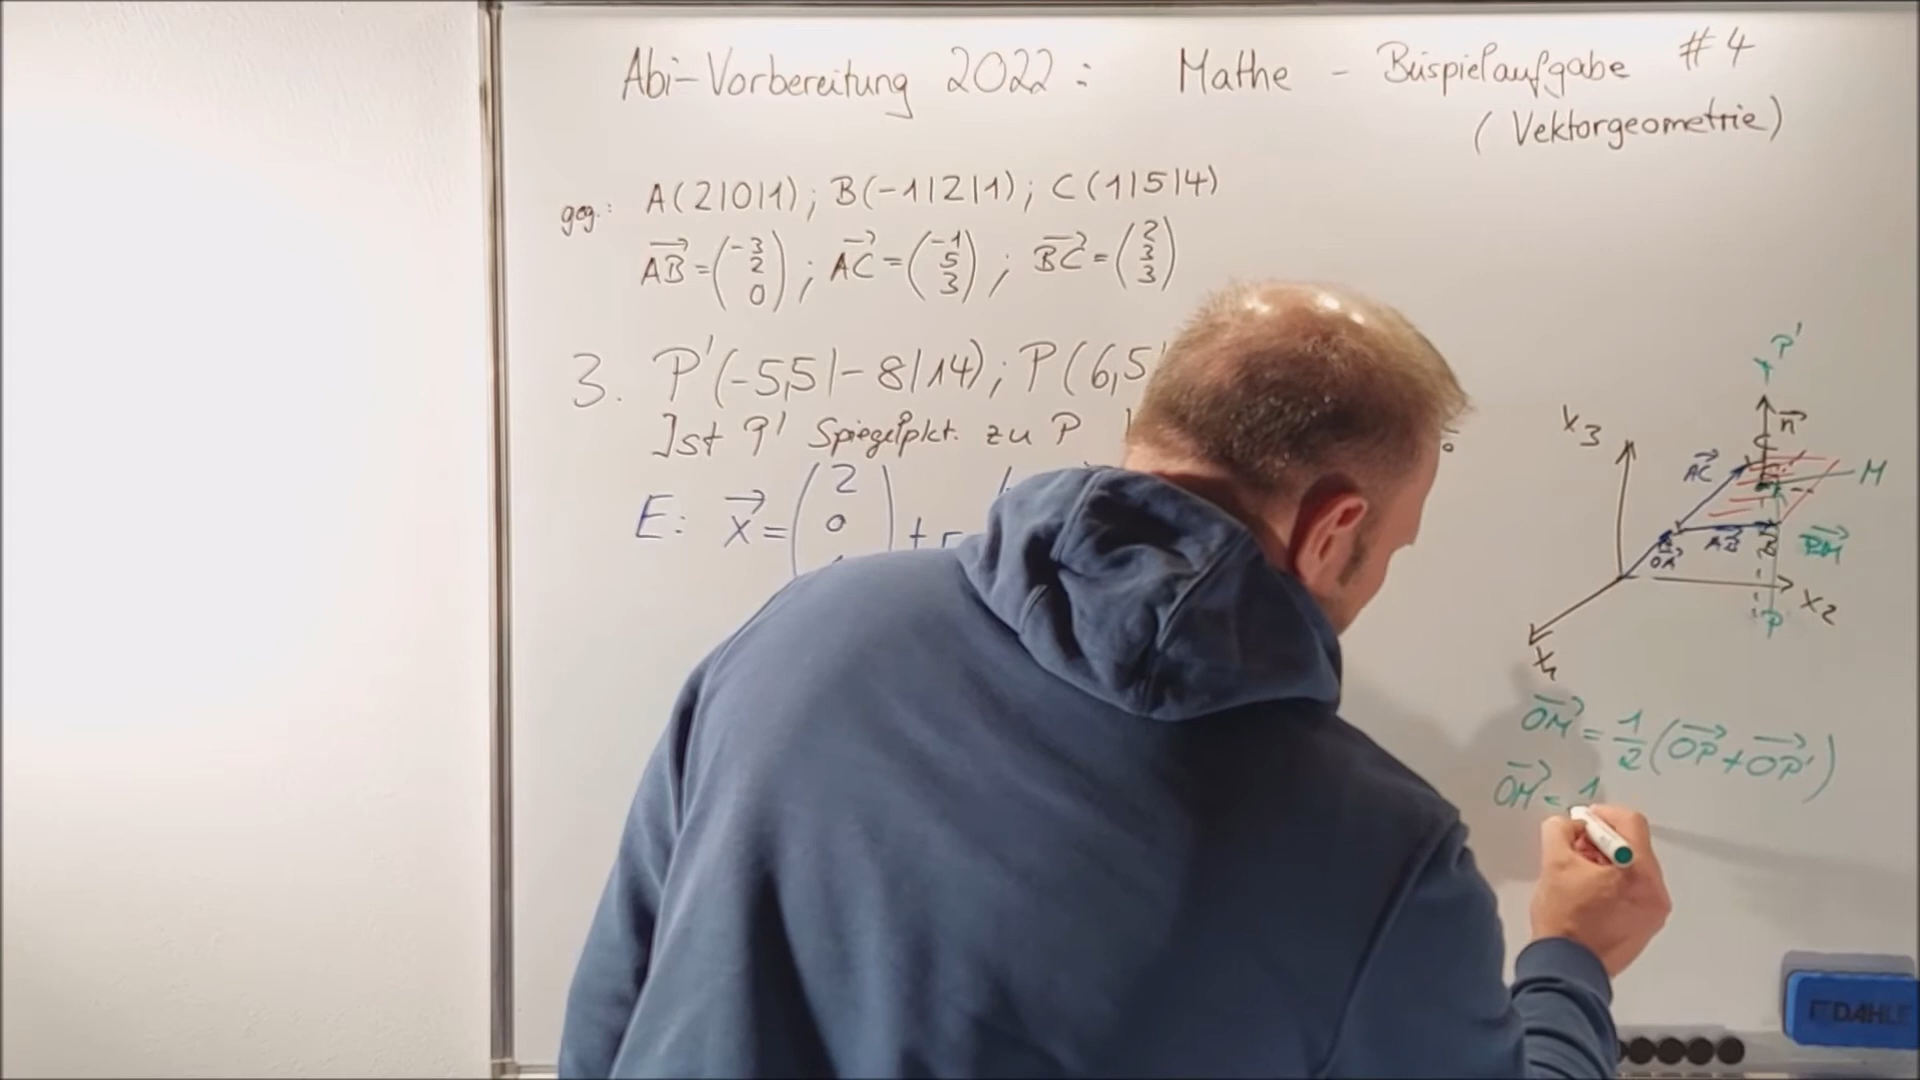 Abi-Vorbereitung 2022: Mathe - Beispielaufgabe #4
(Vektorgeometrie)
geg.: A(2|0|1); B(-1|2|1); C(1|5|4)
AB→ = (-3 2 0); AC→ = (-1 5 3); BC→ = (2 3 3)
3. P'(-5,5|-8|14); P(6,5
Ist P' Spiegelpkt. zu P
E: x→ = (2 0 + r
P'
n→
C
x3
AC→
M
A
AB→
B
PM→
OA→
x2
P
x1
OM→ = 1/2 (OP→ + OP'→)
OM→ = 1
DAHLE